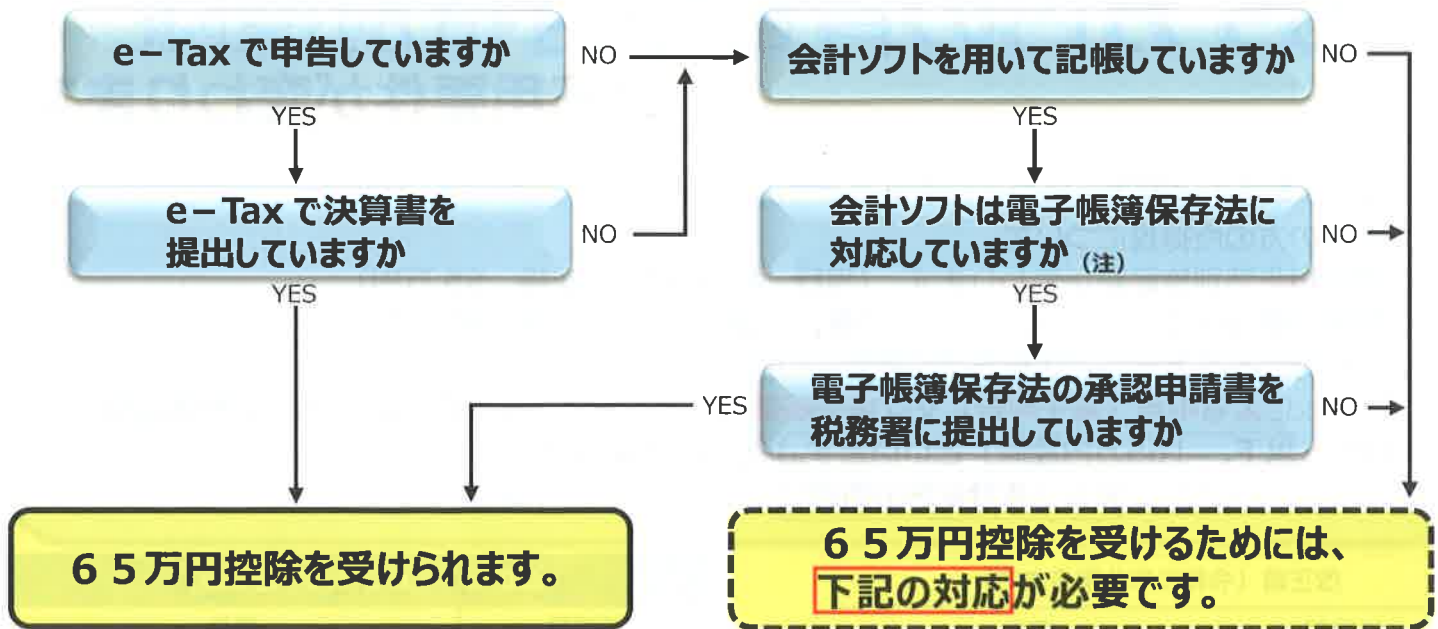 e-Tax で申告していますか
NO
会計ソフトを用いて記帳していますか
NO
YES
YES
e-Tax で決算書を
提出していますか
NO
会計ソフトは電子帳簿保存法に
対応していますか (注)
NO
YES
YES
YES
電子帳簿保存法の承認申請書を
税務署に提出していますか
NO
65万円控除を受けられます。
65万円控除を受けるためには、
下記の対応が必要です。